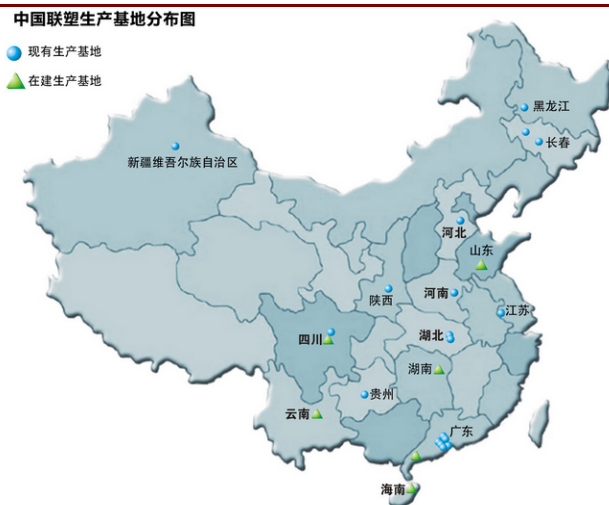 中国联塑生产基地分布图
现有生产基地
在建生产基地
黑龙江
长春
新疆维吾尔族自治区
河北
山东
陕西
河南
江苏
四川
湖北
湖南
贵州
云南
广东
海南